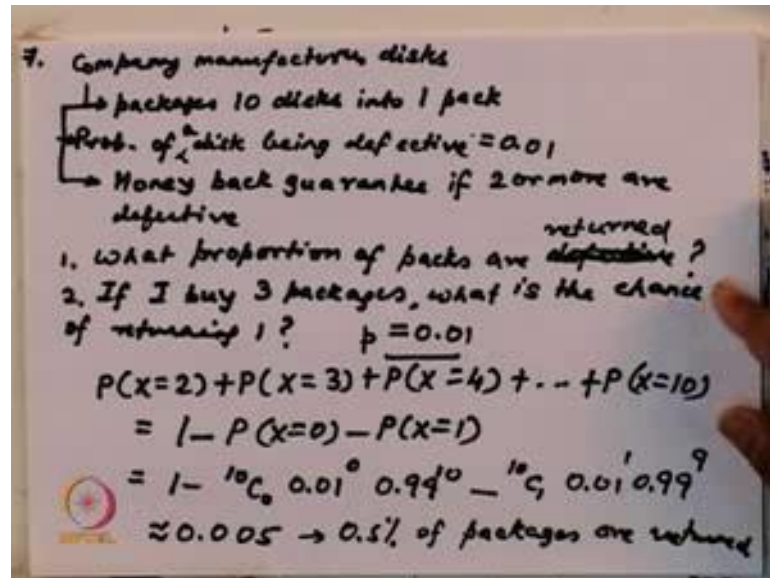 7. Company manufactures disks
→ packages 10 disks into 1 pack
Prob. of a disk being defective = 0.01
→ Money back guarantee if 2 or more are
defective
returned
1. What proportion of packs are defective ?
2. If I buy 3 packages, what is the chance
of returning 1 ? p = 0.01
P(X=2) + P(X=3) + P(X=4) + ... + P(X=10)
= 1 - P(X=0) - P(X=1)
= 1 - ¹⁰C₀ 0.01⁰ 0.99¹⁰ - ¹⁰C₁ 0.01¹ 0.99⁹
≈ 0.005 → 0.5% of packages are returned